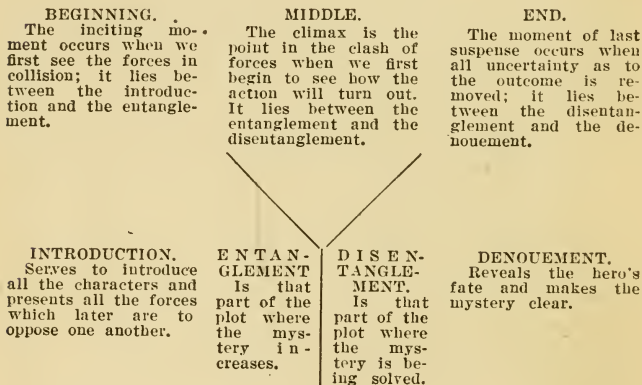 BEGINNING.
The inciting mo-
ment occurs when we
first see the forces in
collision; it lies be-
tween the introduc-
tion and the entangle-
ment.
MIDDLE.
The climax is the
point in the clash of
forces when we first
begin to see how the
action will turn out.
It lies between the
entanglement and the
disentanglement.
END.
The moment of last
suspense occurs when
all uncertainty as to
the outcome is re-
moved; it lies be-
tween the disentan-
glement and the de-
nouement.
INTRODUCTION.
Serves to introduce
all the characters and
presents all the forces
which later are to
oppose one another.
ENTAN-
GLEMENT
Is that
part of the
plot where
the mys-
tery in-
creases.
DISEN-
TANGLE-
MENT.
Is that
part of the
plot where
the mys-
tery is be-
ing solved.
DENOUEMENT.
Reveals the hero's
fate and makes the
mystery clear.